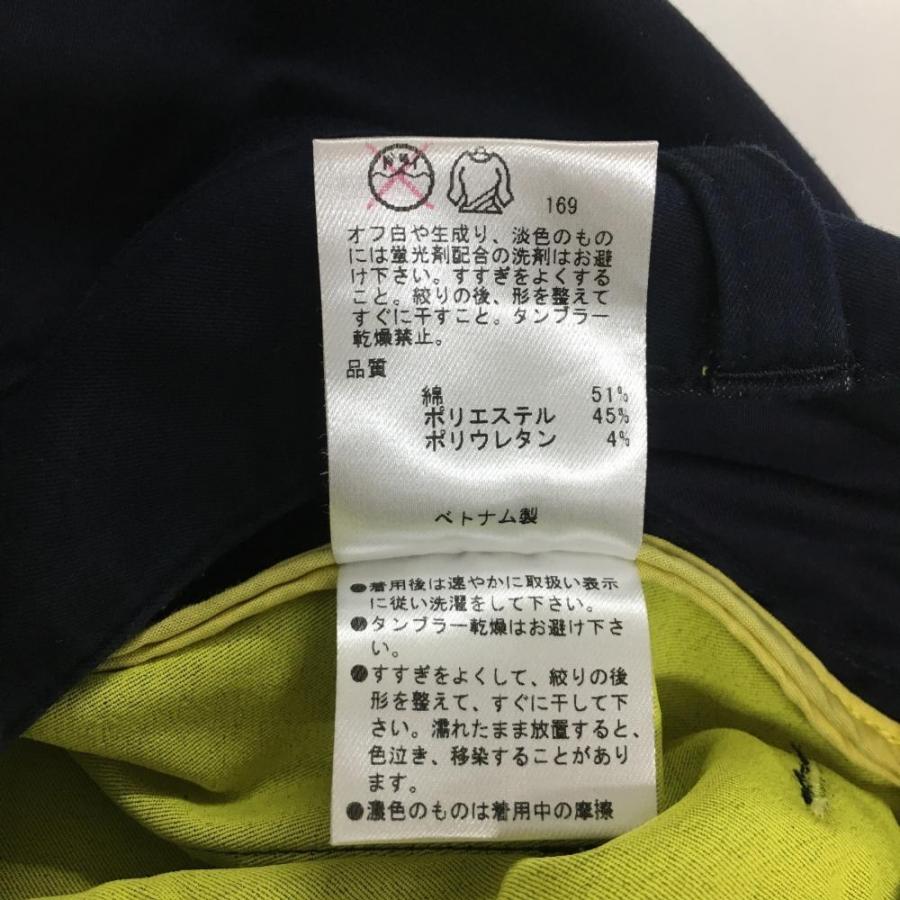 ドライ
169
オフ白や生成り、淡色のもの
には蛍光剤配合の洗剤はお避
け下さい。すすぎをよくする
こと。絞りの後、形を整えて
すぐに干すこと。タンブラー
乾燥禁止。
品質
綿 51%
ポリエステル 45%
ポリウレタン 4%
ベトナム製
●着用後は速やかに取扱い表示
に従い洗濯をして下さい。
●タンブラー乾燥はお避け下さ
い。
●すすぎをよくして、絞りの後
形を整えて、すぐに干して下
さい。濡れたまま放置すると、
色泣き、移染することがあり
ます。
●濃色のものは着用中の摩擦